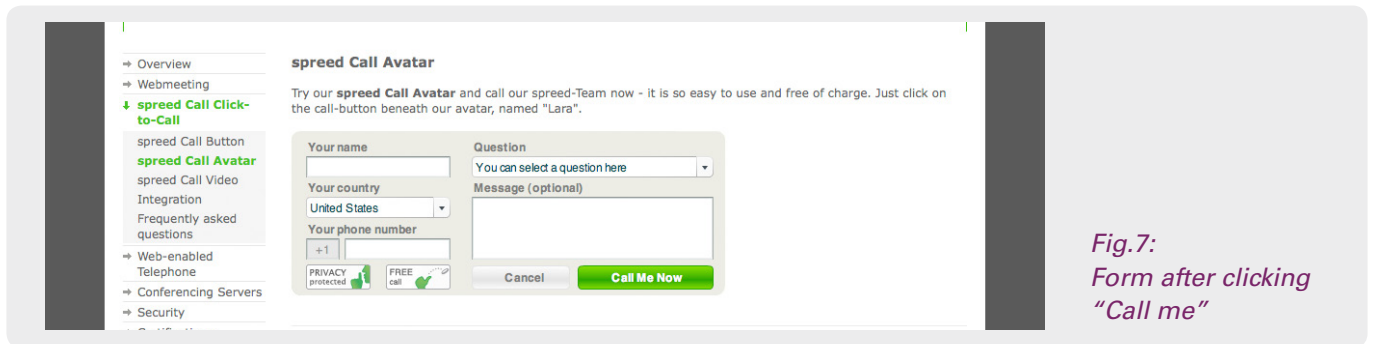 Overview
Webmeeting
spread Call Click-
to-Call
spreed Call Button
spreed Call Avatar
spreed Call Video
Integration
Frequently asked
questions
Web-enabled
Telephone
Conferencing Servers
Security
spreed Call Avatar
Try our spreed Call Avatar and call our spreed-Team now - it is so easy to use and free of charge. Just click on
the call-button beneath our avatar, named "Lara".
Your name
Question
You can select a question here
Your country
Message (optional)
United States
Your phone number
+1
PRIVACY
protected
FREE
call
Cancel
Call Me Now
Fig.7:
Form after clicking
“Call me”